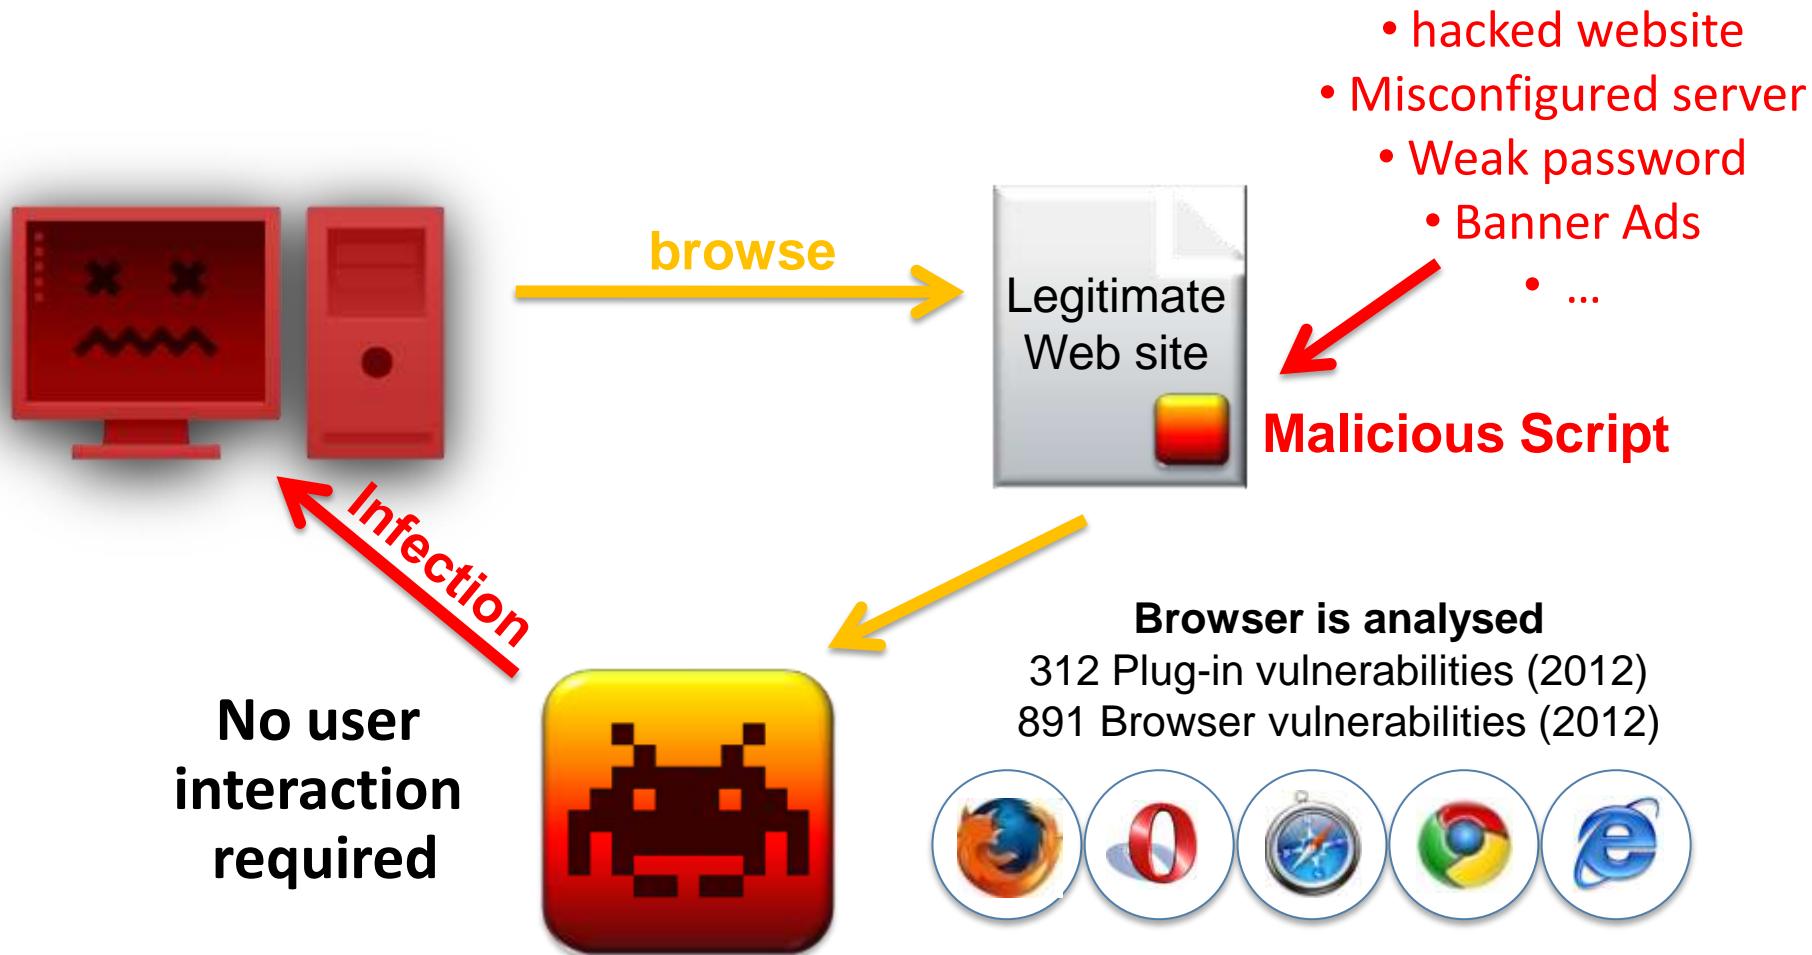 • hacked website
• Misconfigured server
• Weak password
• Banner Ads
• ...
browse
Legitimate
Web site
Malicious Script
Infection
Browser is analysed
312 Plug-in vulnerabilities (2012)
891 Browser vulnerabilities (2012)
No user
interaction
required